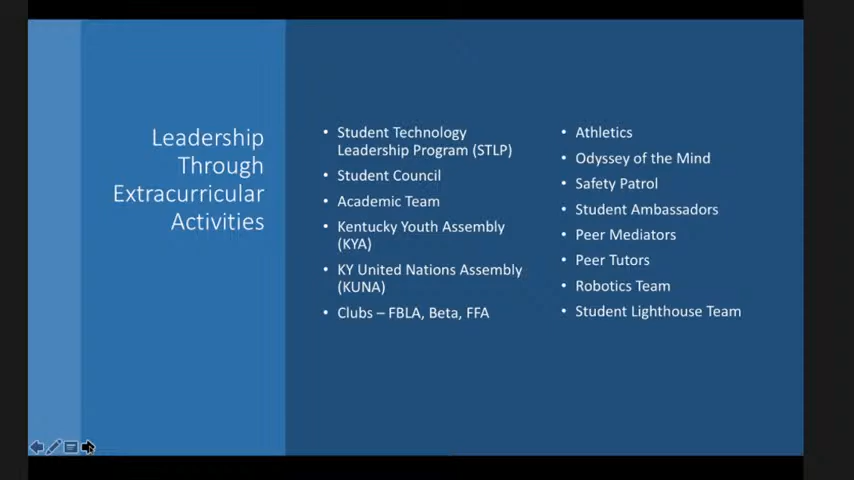 Leadership
Through
Extracurricular
Activities
• Student Technology
Leadership Program (STLP)
• Student Council
• Academic Team
• Kentucky Youth Assembly
(KYA)
• KY United Nations Assembly
(KUNA)
• Clubs – FBLA, Beta, FFA
• Athletics
• Odyssey of the Mind
• Safety Patrol
• Student Ambassadors
• Peer Mediators
• Peer Tutors
• Robotics Team
• Student Lighthouse Team